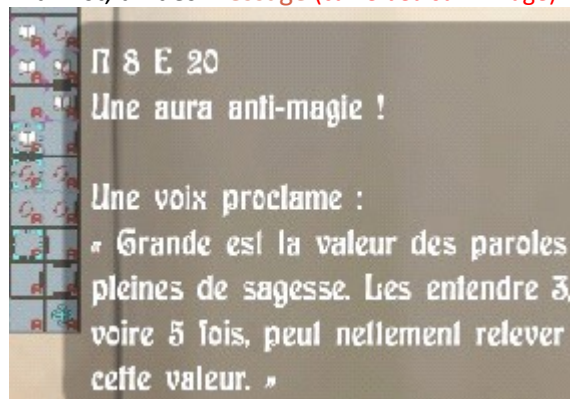 N 8 E 20
Une aura anti-magie !
Une voix proclame :
« Grande est la valeur des paroles
pleines de sagesse. Les entendre 3,
voire 5 fois, peut nettement relever
cette valeur. »